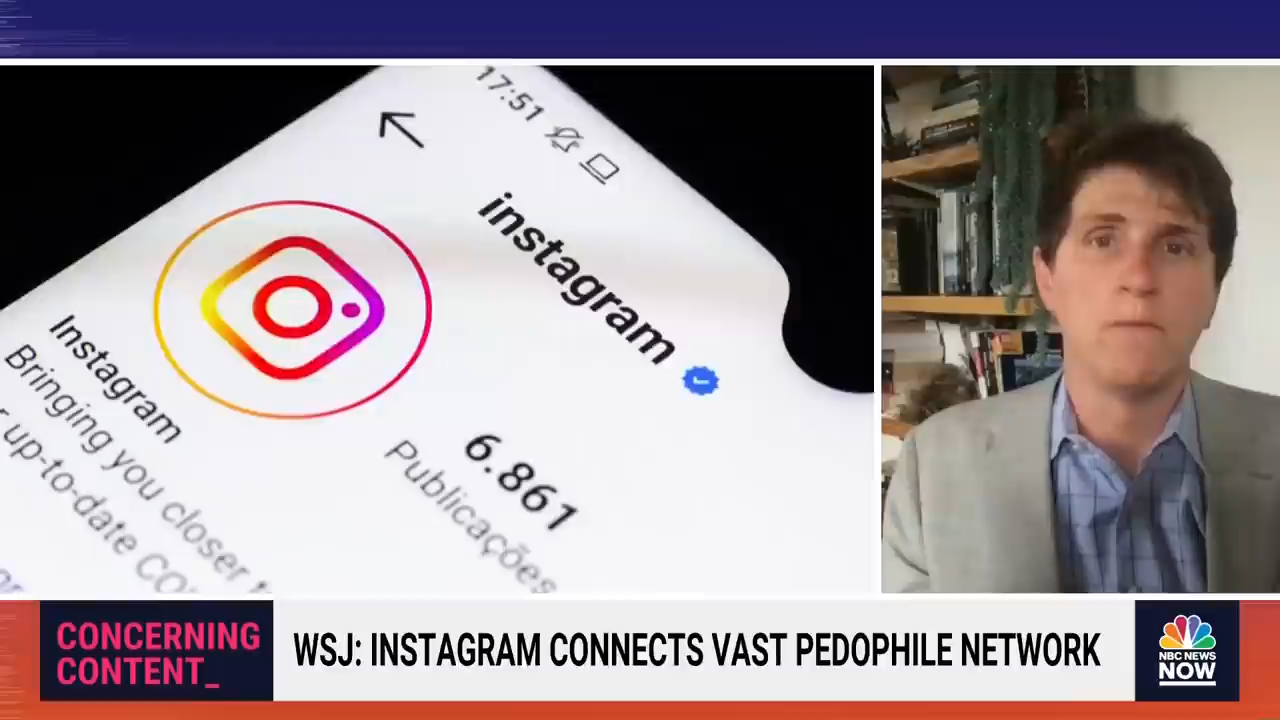 17:51
instagram
Instagram
Bringing you closer
up-to-date
6.861
Publicações
CONCERNING
CONTENT_
WSJ: INSTAGRAM CONNECTS VAST PEDOPHILE NETWORK
NBC NEWS
NOW